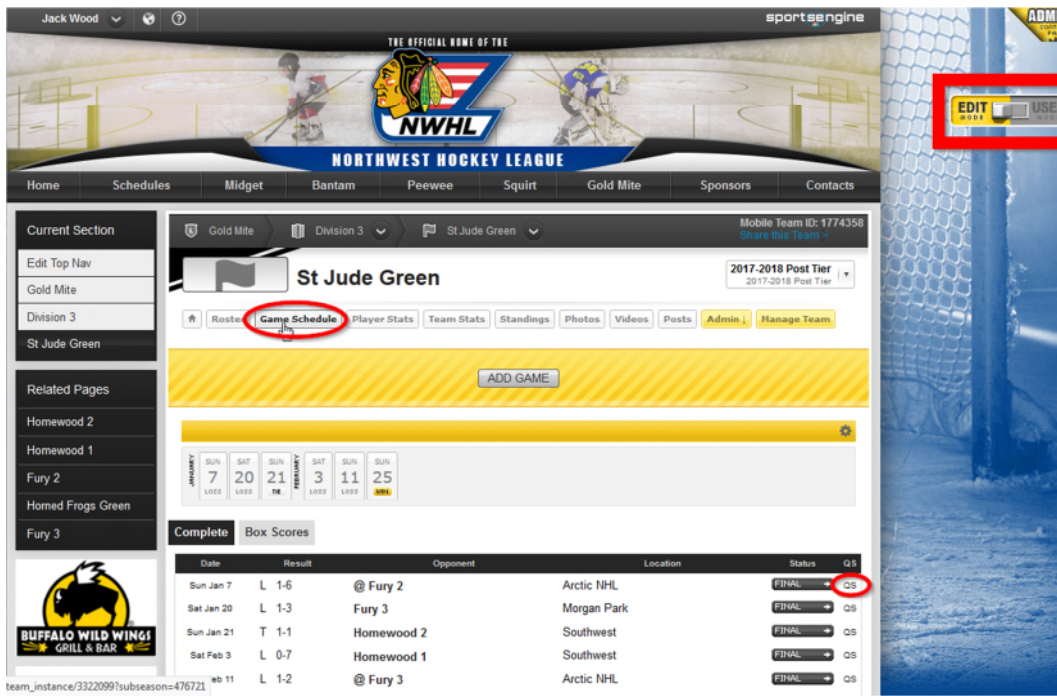 Jack Wood
sportsengine
ADMI
THE OFFICIAL HOME OF THE
NWHL
NORTHWEST HOCKEY LEAGUE
EDIT
MODE
USE
Home Schedules Midget Bantam Peewee Squirt Gold Mite Sponsors Contacts
Current Section
Edit Top Nav
Gold Mite
Division 3
St Jude Green
Related Pages
Homewood 2
Homewood 1
Fury 2
Horned Frogs Green
Fury 3
BUFFALO WILD WINGS
GRILL & BAR
Gold Mite Division 3 St Jude Green
Mobile Team ID: 1774358
Share this Team
St Jude Green
2017-2018 Post Tier
2017-2018 Post Tier
Roster Game Schedule Player Stats Team Stats Standings Photos Videos Posts Admin ↓ Manage Team
ADD GAME
JANUARY
SUN 7 LOSS
SAT 20 LOSS
SUN 21 TIE
FEBRUARY
SAT 3 LOSS
SUN 11 LOSS
SUN 25 WIN
Complete Box Scores
Date Result Opponent Location Status QS
Sun Jan 7 L 1-6 @ Fury 2 Arctic NHL FINAL QS
Sat Jan 20 L 1-3 Fury 3 Morgan Park FINAL QS
Sun Jan 21 T 1-1 Homewood 2 Southwest FINAL QS
Sat Feb 3 L 0-7 Homewood 1 Southwest FINAL QS
eb 11 L 1-2 @ Fury 3 Arctic NHL FINAL QS
team_instance/3322099?subseason=476721